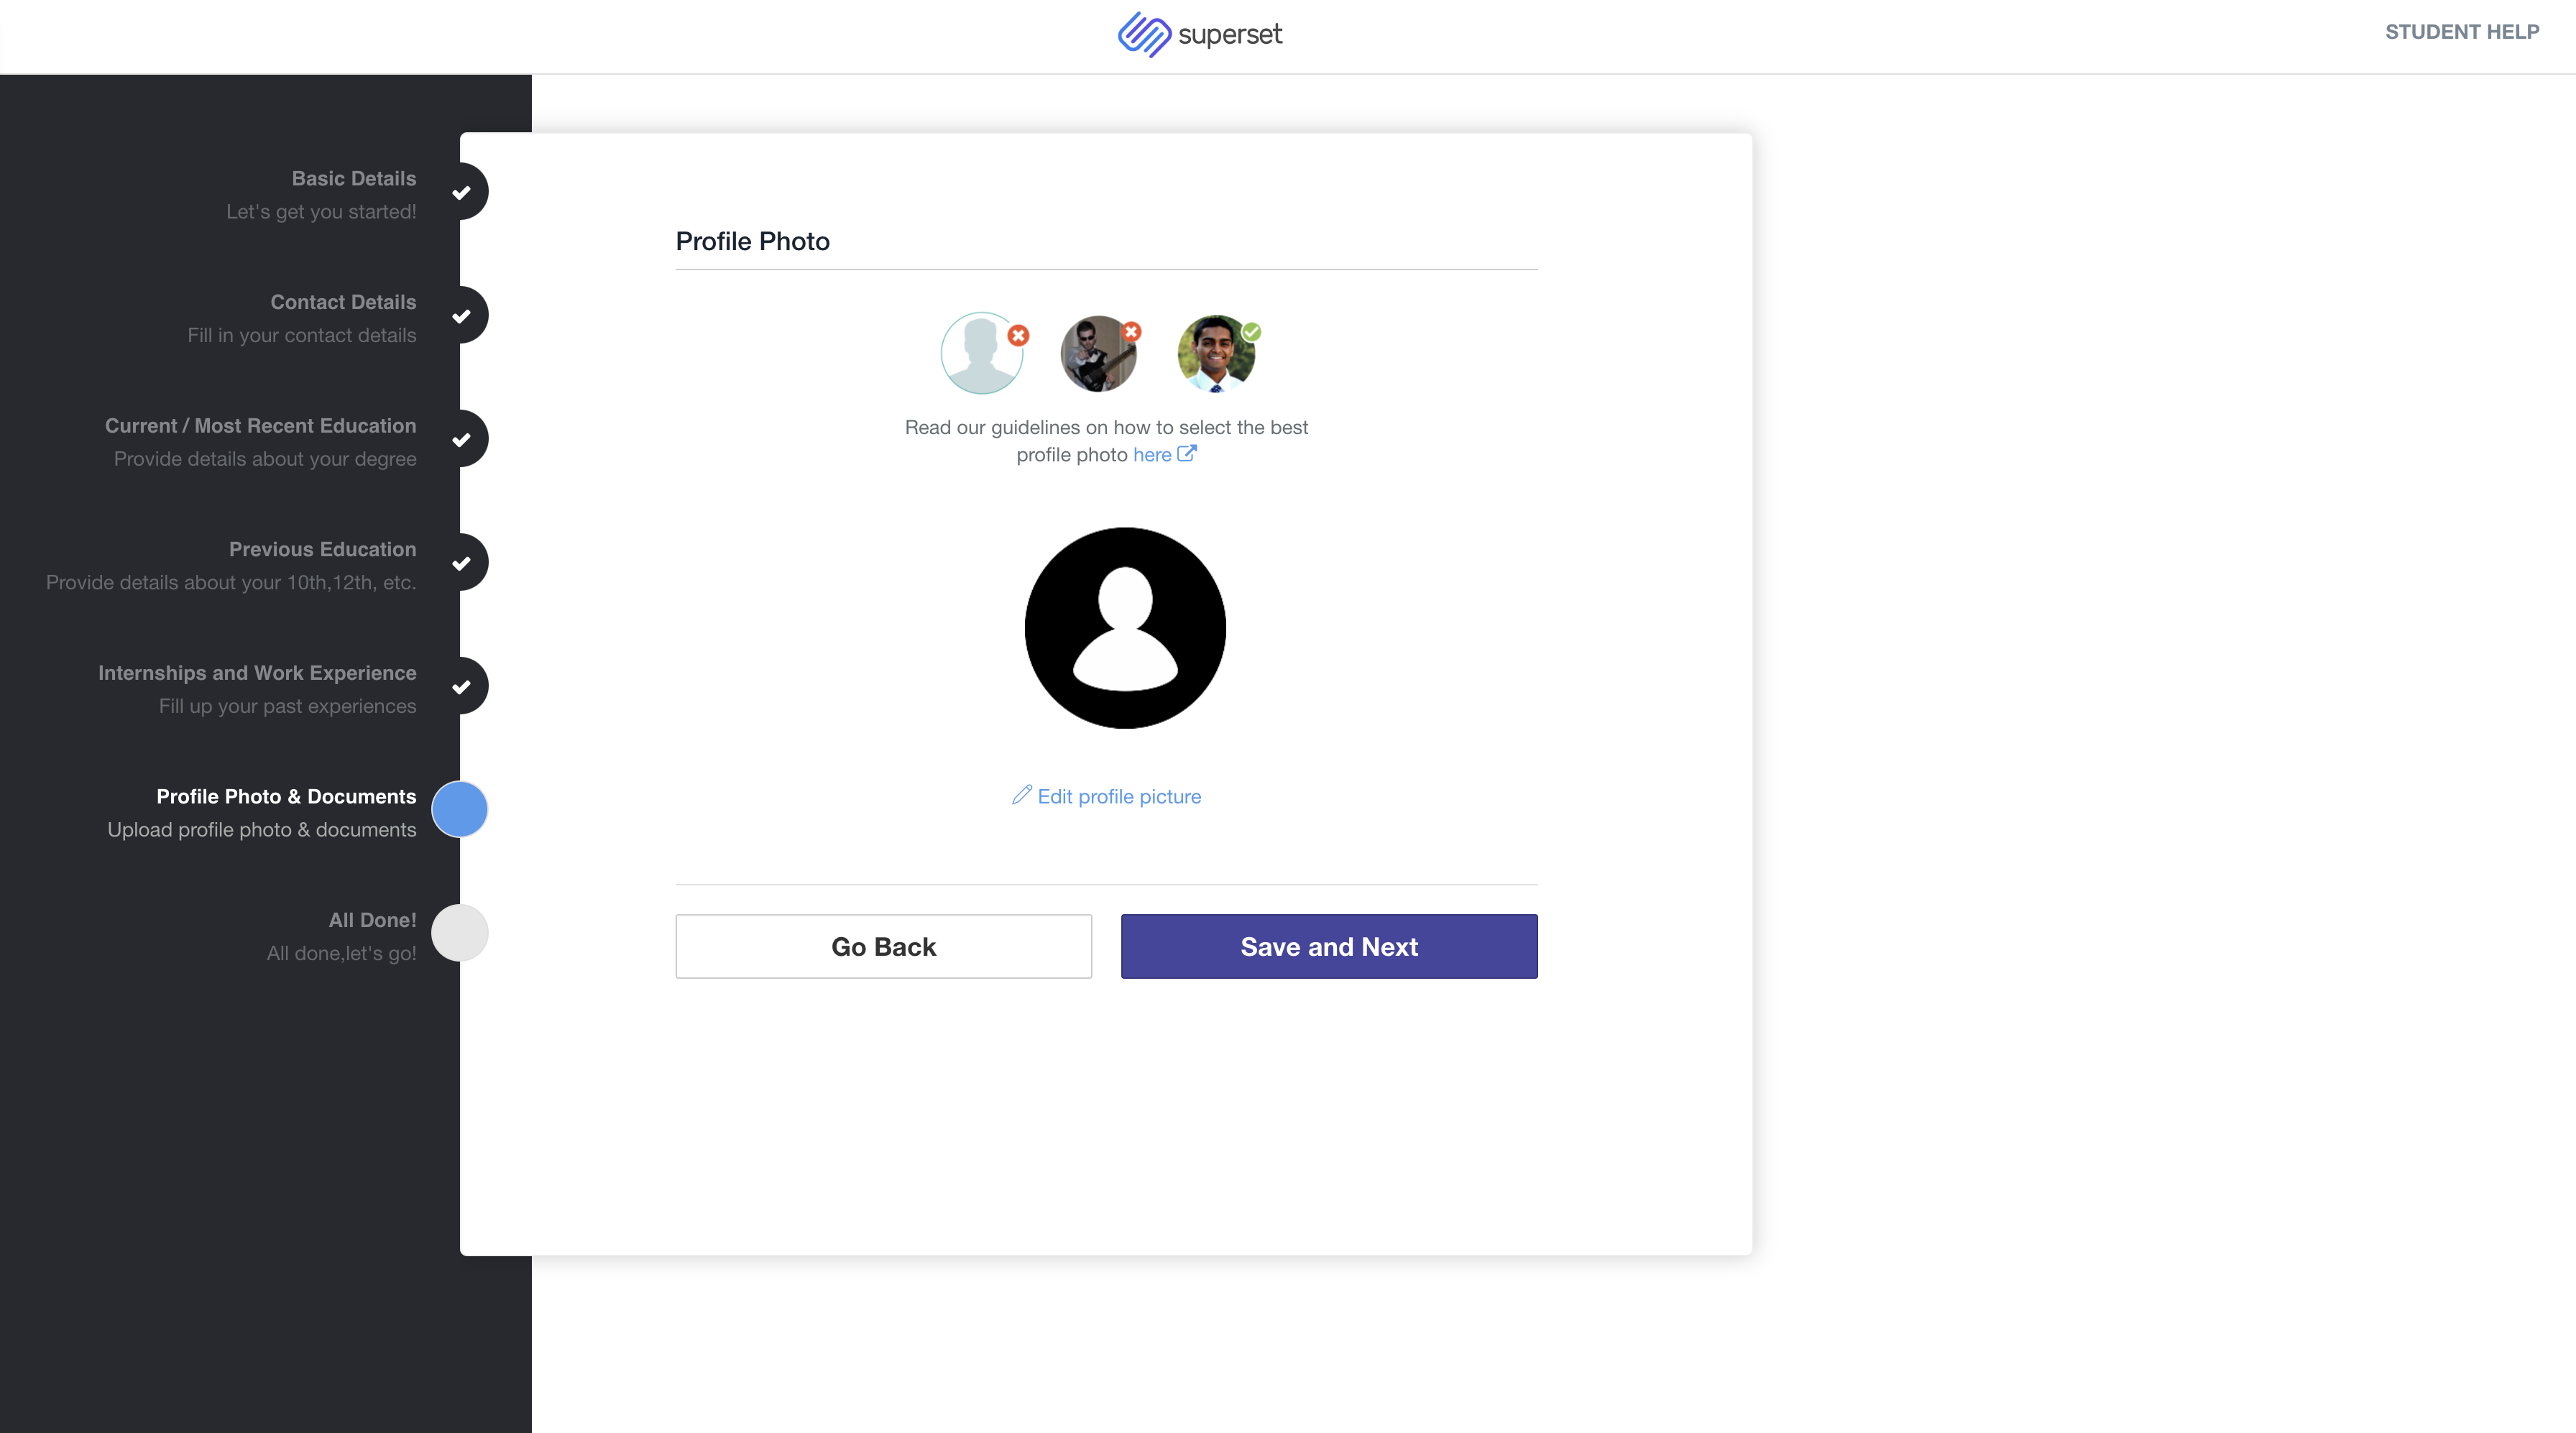 superset
STUDENT HELP
Basic Details
Let's get you started!
Contact Details
Fill in your contact details
Current / Most Recent Education
Provide details about your degree
Previous Education
Provide details about your 10th,12th, etc.
Internships and Work Experience
Fill up your past experiences
Profile Photo & Documents
Upload profile photo & documents
All Done!
All done,let's go!
Profile Photo
Read our guidelines on how to select the best
profile photo here
Edit profile picture
Go Back
Save and Next